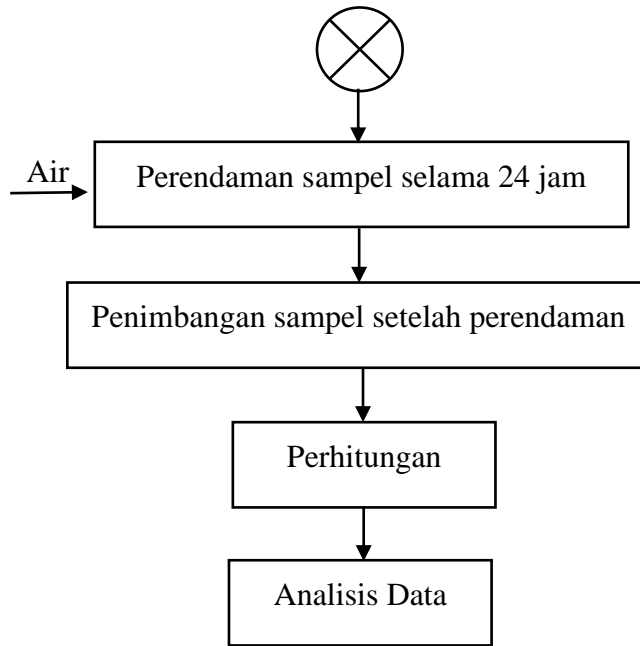 Air
Perendaman sampel selama 24 jam
Penimbangan sampel setelah perendaman
Perhitungan
Analisis Data